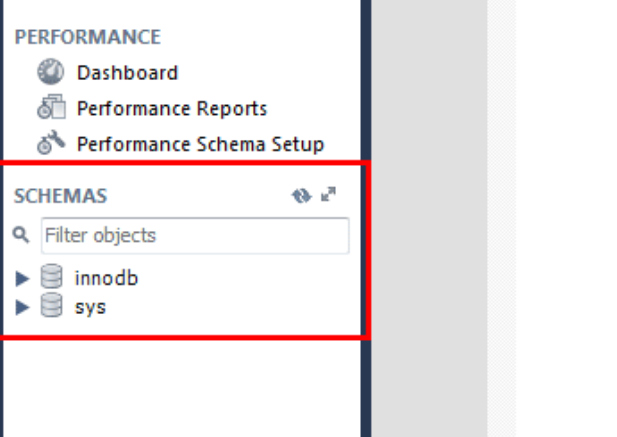 PERFORMANCE
Dashboard
Performance Reports
Performance Schema Setup
SCHEMAS
Filter objects
innodb
sys